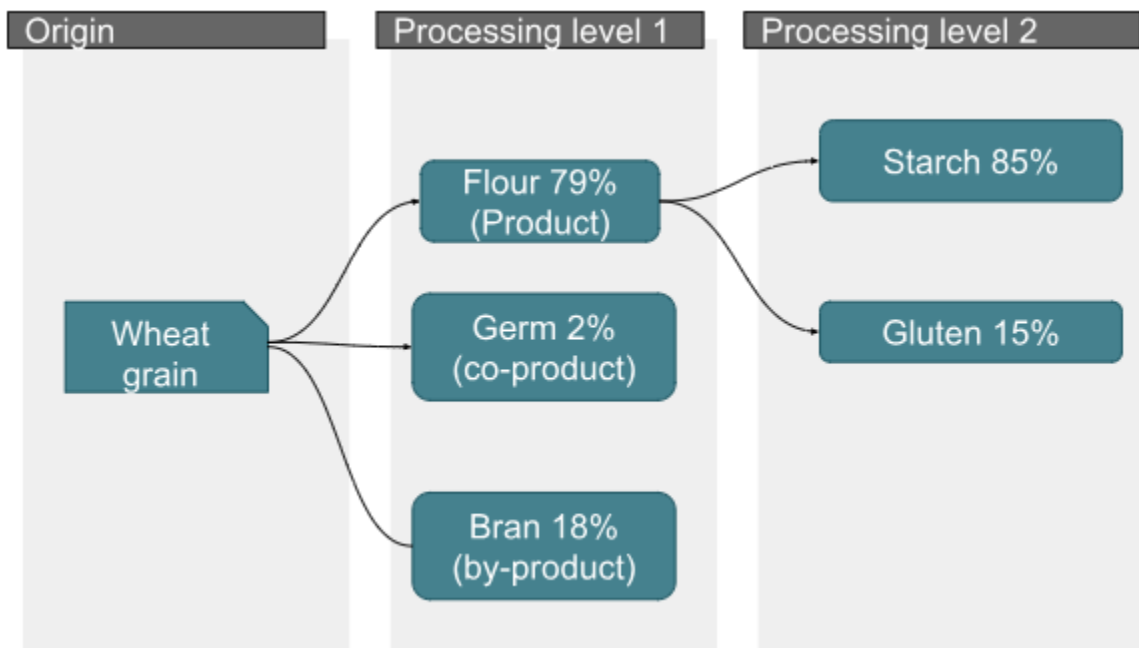 Origin
Processing level 1
Processing level 2
Flour 79%
(Product)
Starch 85%
Wheat
grain
Germ 2%
(co-product)
Gluten 15%
Bran 18%
(by-product)